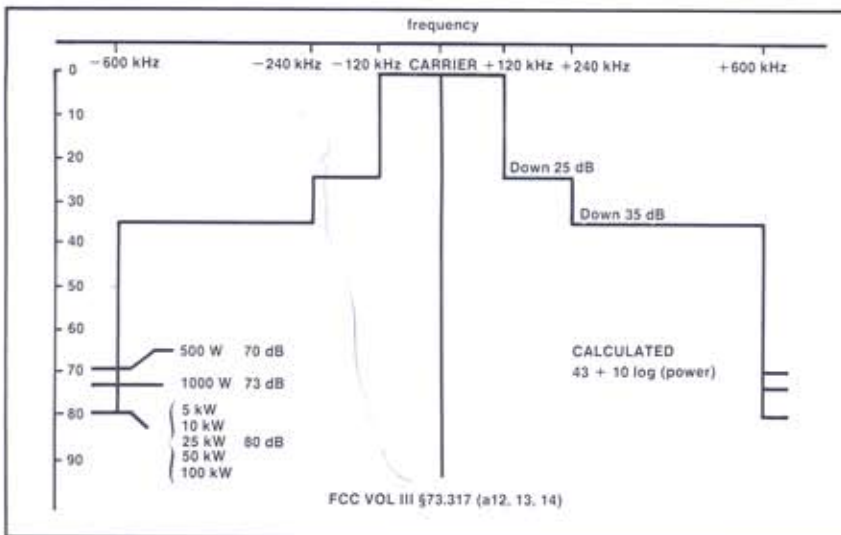 frequency
−600 kHz −240 kHz −120 kHz CARRIER +120 kHz +240 kHz +600 kHz
0
10
20
Down 25 dB
30
Down 35 dB
40
50
60
500 W 70 dB
CALCULATED
70
43 + 10 log (power)
1000 W 73 dB
80
5 kW
10 kW
25 kW 80 dB
50 kW
100 kW
90
FCC VOL III §73.317 (a12, 13, 14)